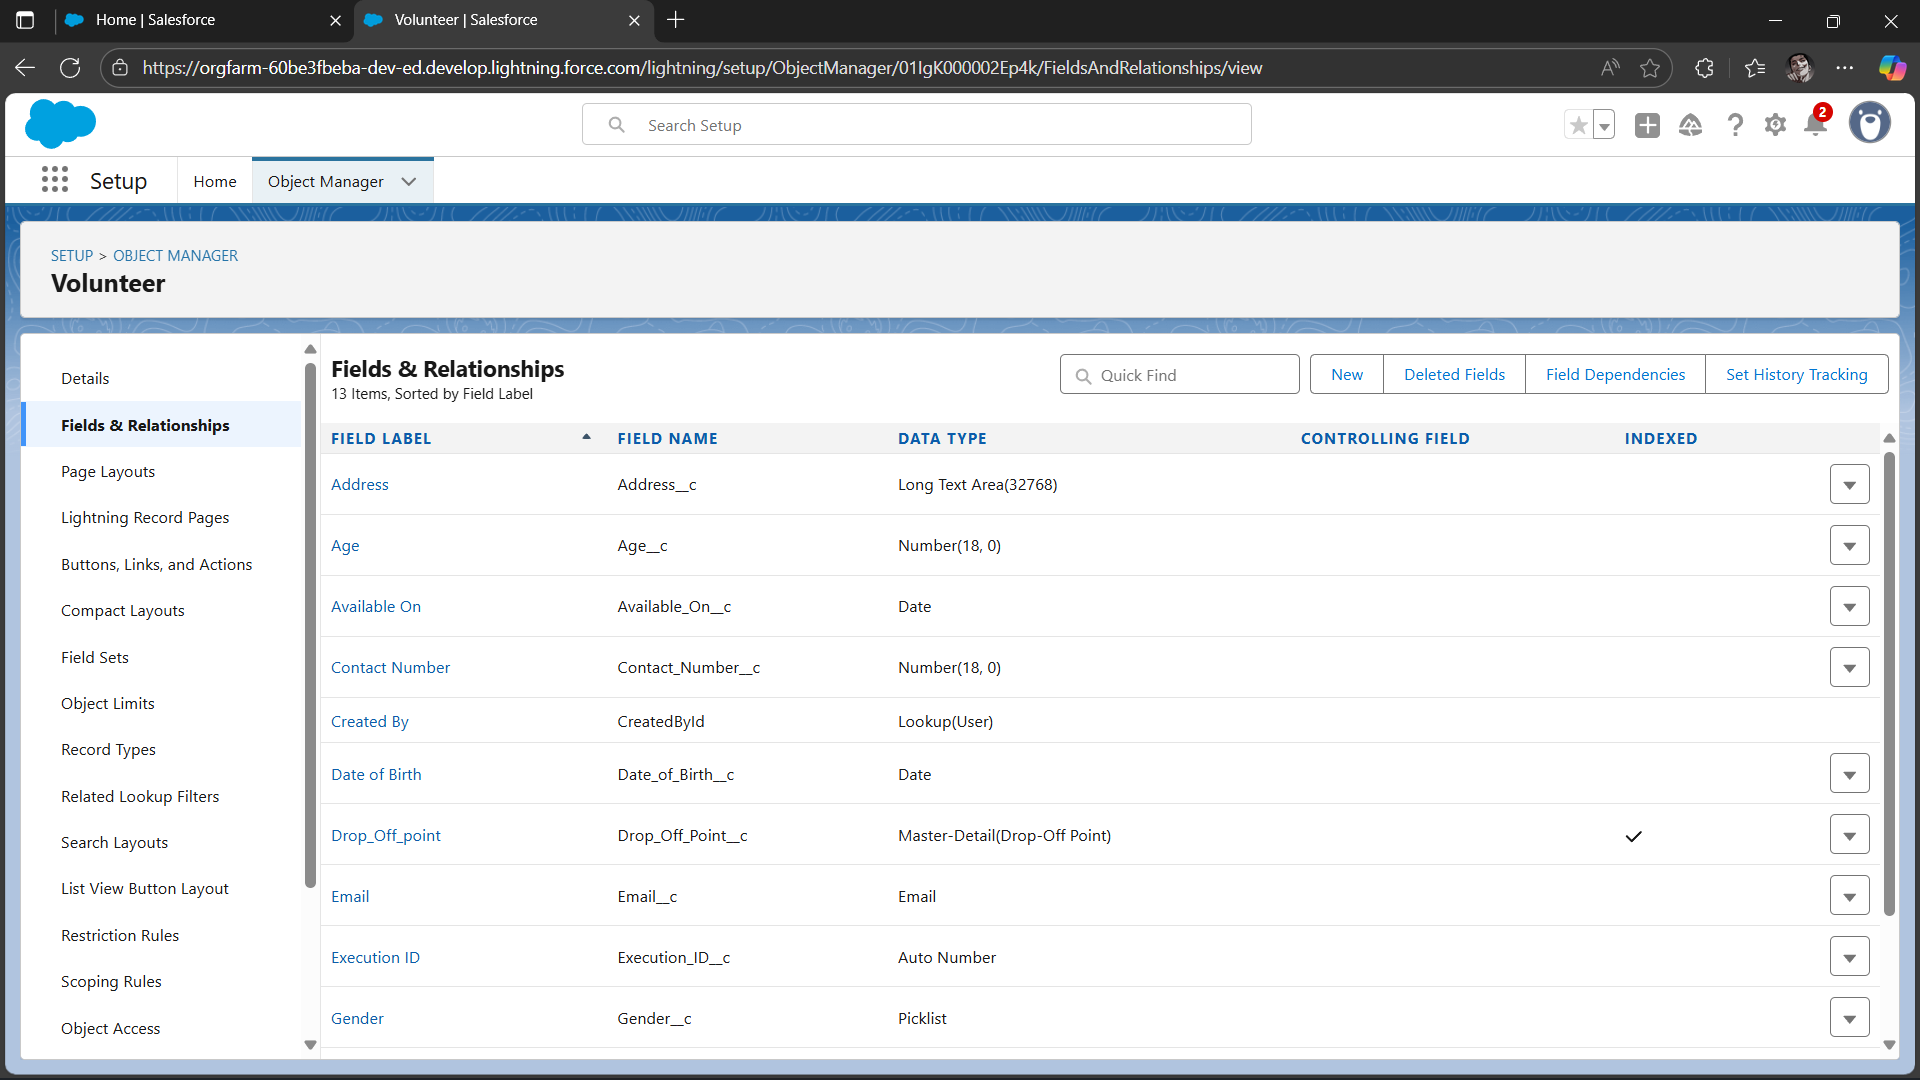 Home | Salesforce
Volunteer | Salesforce
https://orgfarm-60be3fbeba-dev-ed.develop.lightning.force.com/lightning/setup/ObjectManager/01IgK000002Ep4k/FieldsAndRelationships/view
Search Setup
2
Setup
Home
Object Manager
SETUP > OBJECT MANAGER
Volunteer
Details
Fields & Relationships
Page Layouts
Lightning Record Pages
Buttons, Links, and Actions
Compact Layouts
Field Sets
Object Limits
Record Types
Related Lookup Filters
Search Layouts
List View Button Layout
Restriction Rules
Scoping Rules
Object Access
Fields & Relationships
13 Items, Sorted by Field Label
Quick Find
New
Deleted Fields
Field Dependencies
Set History Tracking
FIELD LABEL FIELD NAME DATA TYPE CONTROLLING FIELD INDEXED
Address Address__c Long Text Area(32768)
Age Age__c Number(18, 0)
Available On Available_On__c Date
Contact Number Contact_Number__c Number(18, 0)
Created By CreatedById Lookup(User)
Date of Birth Date_of_Birth__c Date
Drop_Off_point Drop_Off_Point__c Master-Detail(Drop-Off Point)
Email Email__c Email
Execution ID Execution_ID__c Auto Number
Gender Gender__c Picklist